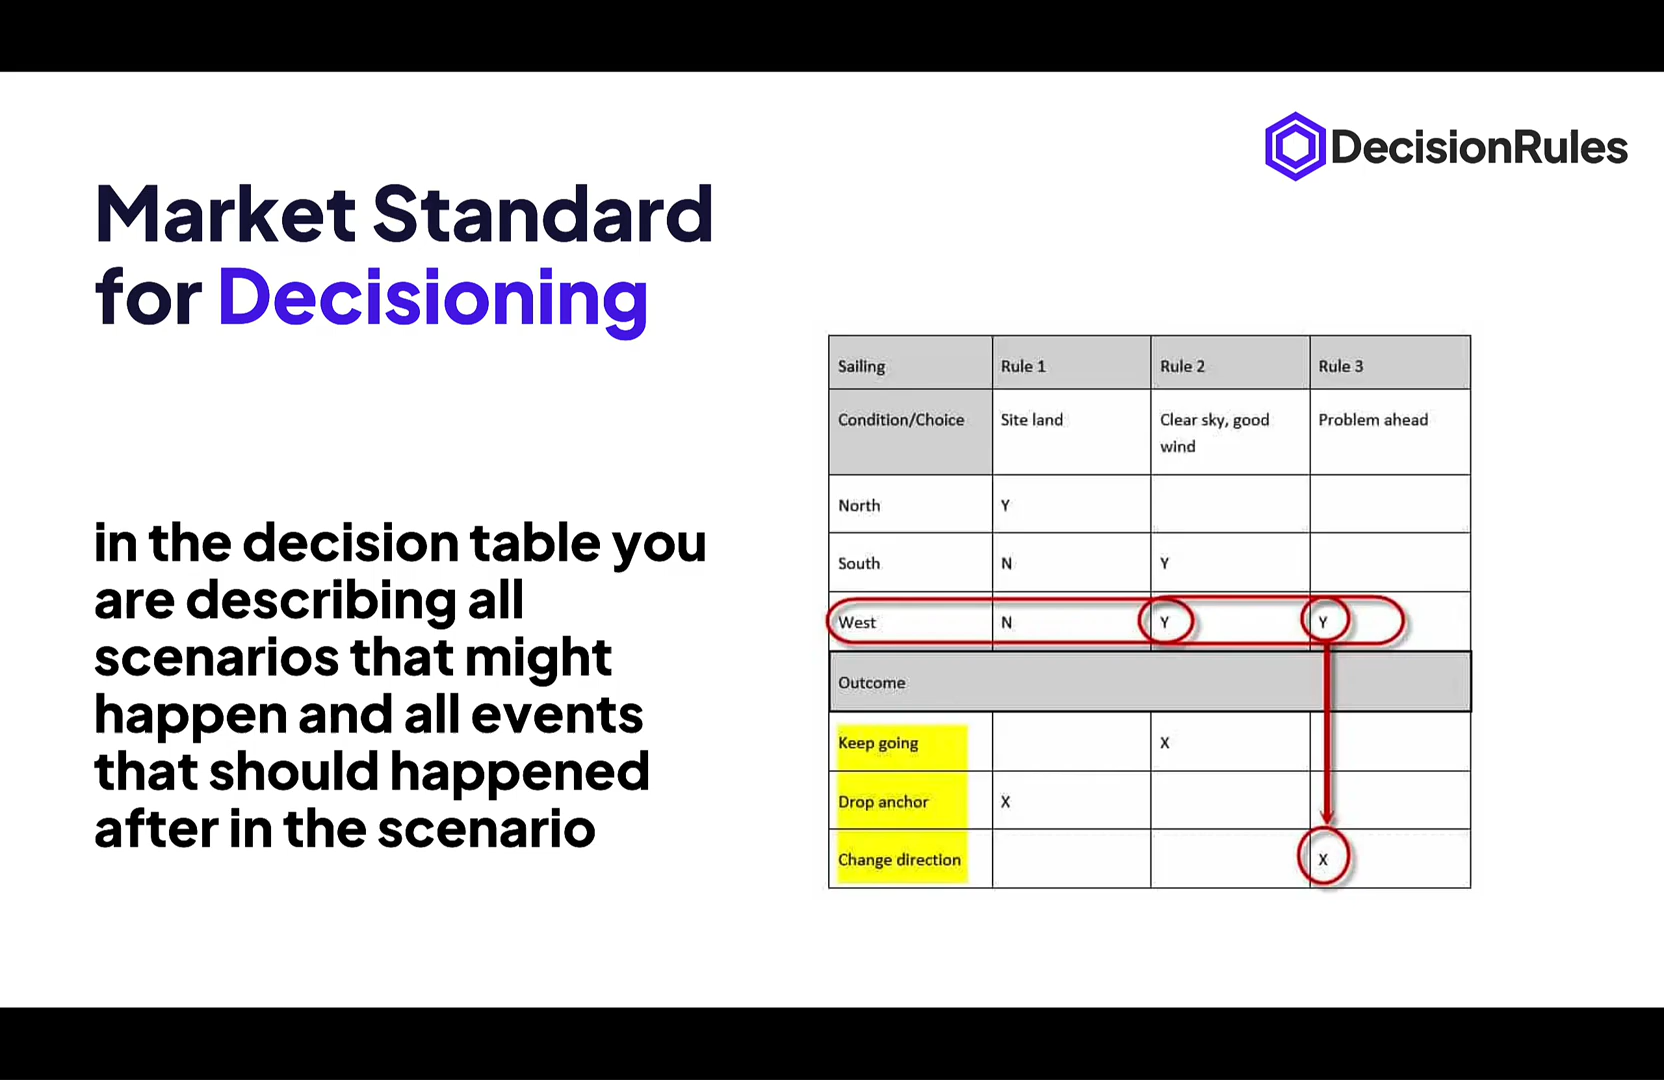 DecisionRules
Market Standard
for Decisioning
in the decision table you
are describing all
scenarios that might
happen and all events
that should happened
after in the scenario
Sailing Rule 1 Rule 2 Rule 3
Condition/Choice Site land Clear sky, good Problem ahead
wind
North Y
South N Y
West N Y Y
Outcome
Keep going X
Drop anchor X
Change direction X